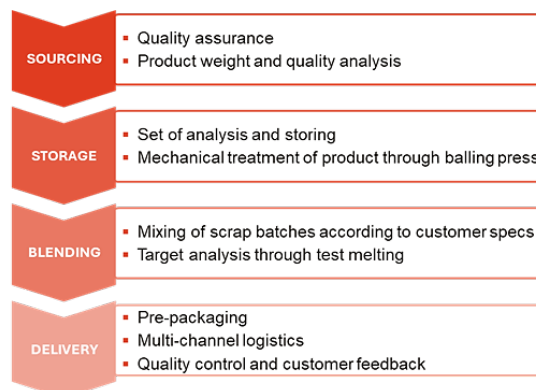 SOURCING
▪ Quality assurance
▪ Product weight and quality analysis
STORAGE
▪ Set of analysis and storing
▪ Mechanical treatment of product through balling press
BLENDING
▪ Mixing of scrap batches according to customer specs
▪ Target analysis through test melting
DELIVERY
▪ Pre-packaging
▪ Multi-channel logistics
▪ Quality control and customer feedback